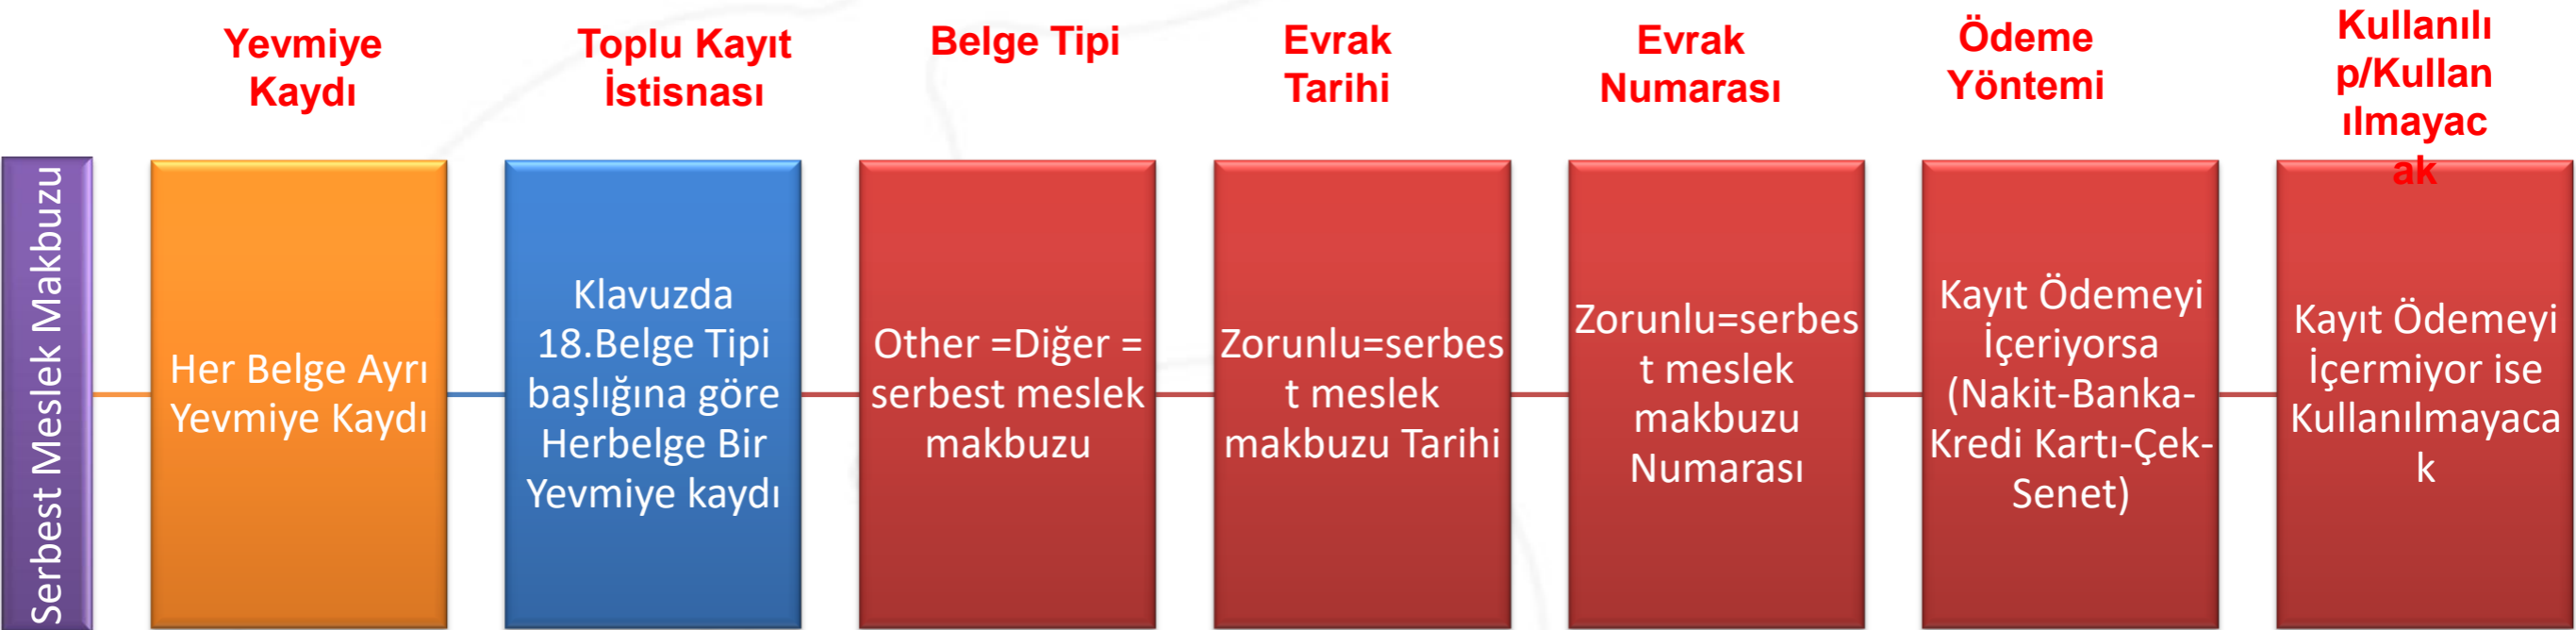 Yevmiye
Kaydı
Toplu Kayıt
İstisnası
Belge Tipi
Evrak
Tarihi
Evrak
Numarası
Ödeme
Yöntemi
Kullanılı
p/Kullan
ılmayac
ak
Serbest Meslek Makbuzu
Her Belge Ayrı
Yevmiye Kaydı
Klavuzda
18.Belge Tipi
başlığına göre
Herbelge Bir
Yevmiye kaydı
Other =Diğer =
serbest meslek
makbuzu
Zorunlu=serbes
t meslek
makbuzu Tarihi
Zorunlu=serbes
t meslek
makbuzu
Numarası
Kayıt Ödemeyi
İçeriyorsa
(Nakit-Banka-
Kredi Kartı-Çek-
Senet)
Kayıt Ödemeyi
İçermiyor ise
Kullanılmayaca
k